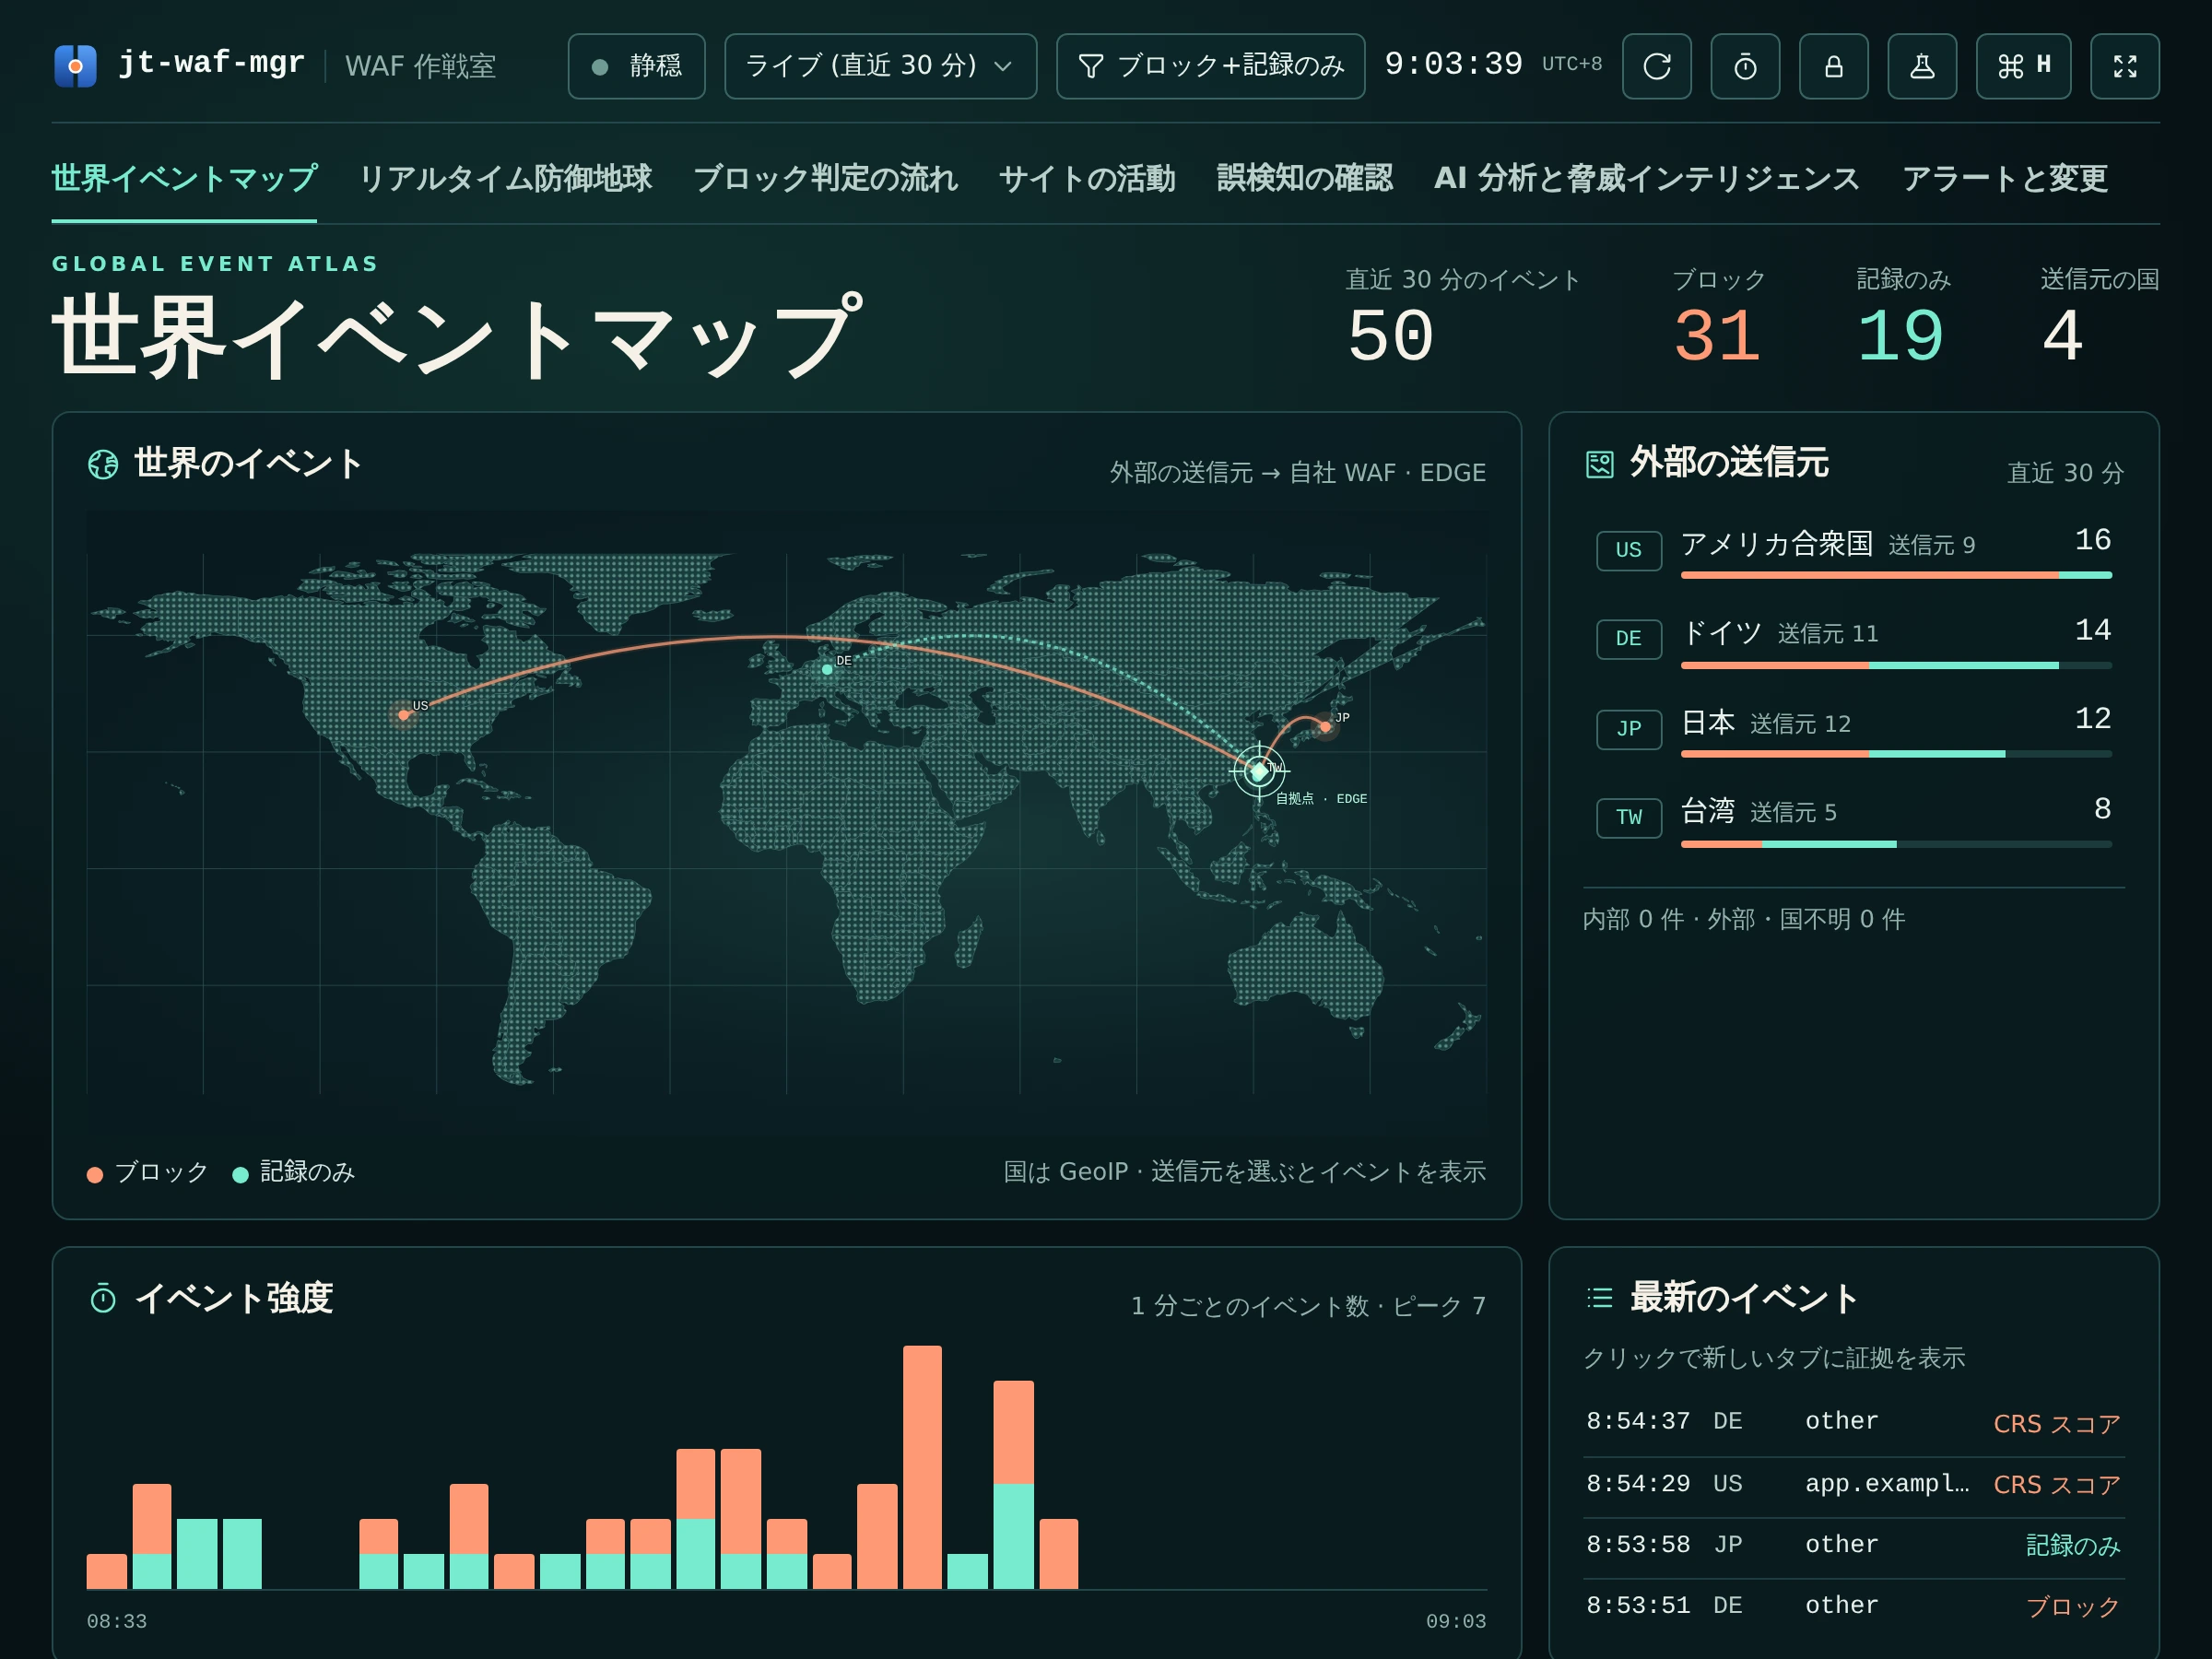 jt-waf-mgr WAF 作戦室 静穏 ライブ (直近 30 分) ブロック+記録のみ 9:03:39 UTC+8 ⌘ H
世界イベントマップ リアルタイム防御地球 ブロック判定の流れ サイトの活動 誤検知の確認 AI 分析と脅威インテリジェンス アラートと変更
GLOBAL EVENT ATLAS
世界イベントマップ
直近 30 分のイベント ブロック 記録のみ 送信元の国
50 31 19 4
世界のイベント 外部の送信元 → 自社 WAF · EDGE
US
DE
JP
TW
自拠点 · EDGE
ブロック 記録のみ 国は GeoIP · 送信元を選ぶとイベントを表示
外部の送信元 直近 30 分
US アメリカ合衆国 送信元 9 16
DE ドイツ 送信元 11 14
JP 日本 送信元 12 12
TW 台湾 送信元 5 8
内部 0 件 · 外部・国不明 0 件
イベント強度 1 分ごとのイベント数 · ピーク 7
08:33 09:03
最新のイベント
クリックで新しいタブに証拠を表示
8:54:37 DE other CRS スコア
8:54:29 US app.exampl… CRS スコア
8:53:58 JP other 記録のみ
8:53:51 DE other ブロック